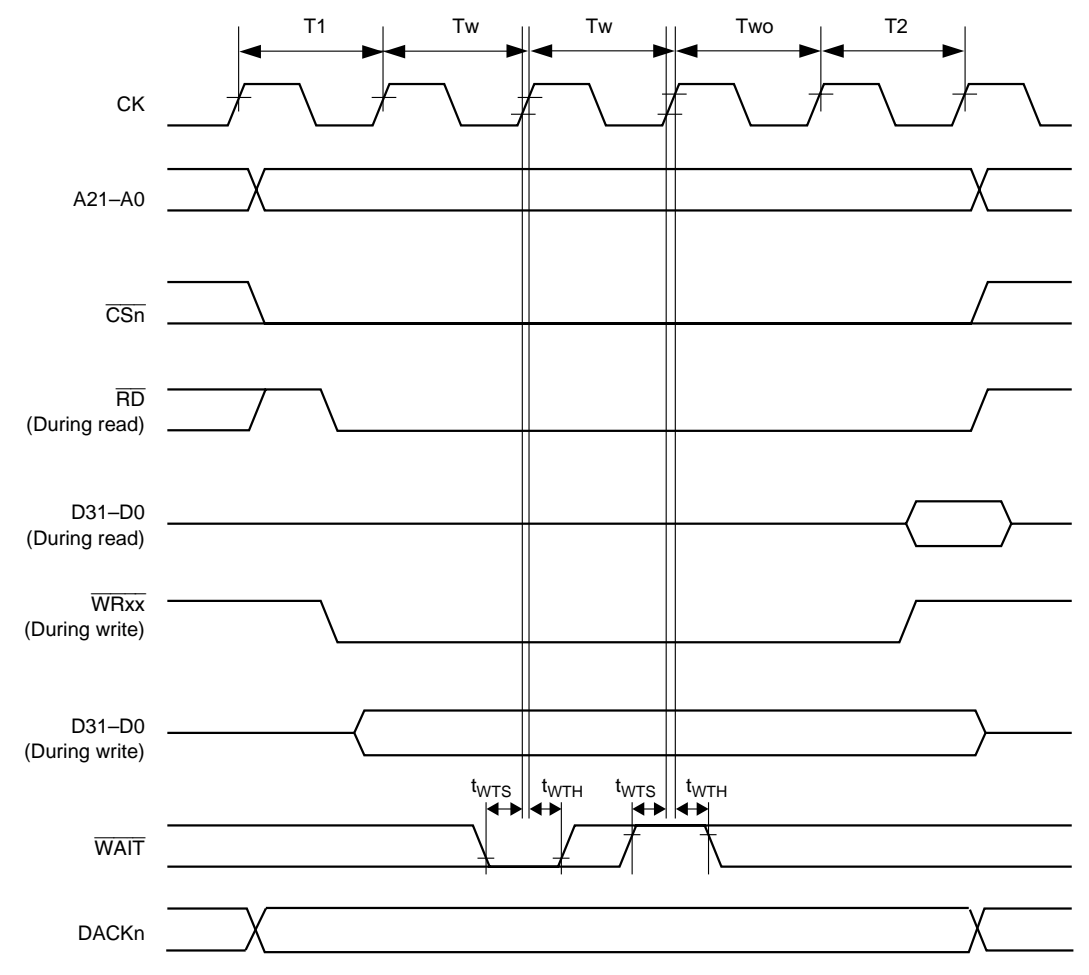 T1 Tw Tw Two T2
CK
A21–A0
CSn
RD
(During read)
D31–D0
(During read)
WRxx
(During write)
D31–D0
(During write)
tWTS tWTH tWTS tWTH
WAIT
DACKn